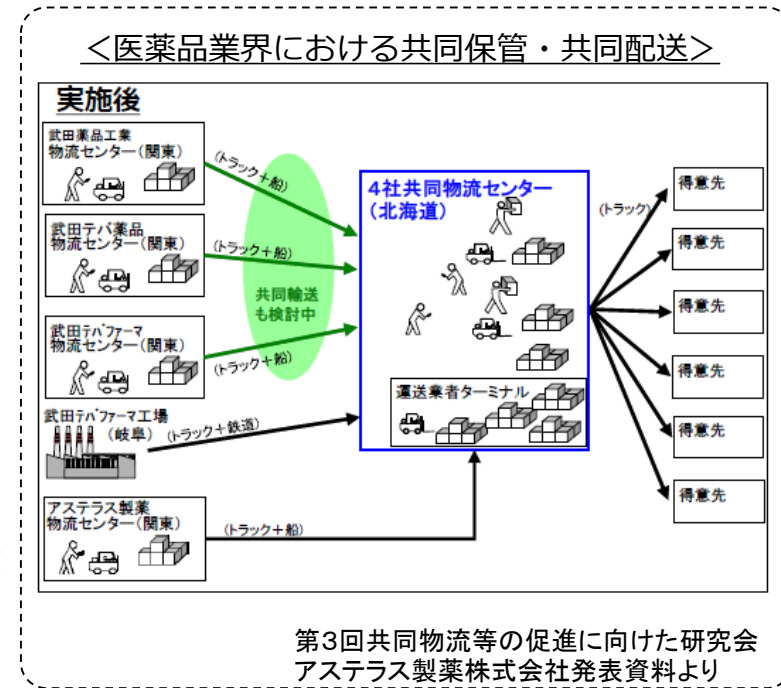 ＜医薬品業界における共同保管・共同配送＞
実施後
武田薬品工業
物流センター(関東)
(トラック＋船)
武田テバ薬品
物流センター(関東)
(トラック＋船)
武田テバファーマ
物流センター(関東)
(トラック＋船)
共同輸送
も検討中
武田テバファーマ工場
(岐阜)
(トラック＋鉄道)
アステラス製薬
物流センター(関東)
(トラック＋船)
４社共同物流センター
(北海道)
運送業者ターミナル
(トラック)
得意先
得意先
得意先
得意先
得意先
得意先
第３回共同物流等の促進に向けた研究会
アステラス製薬株式会社発表資料より